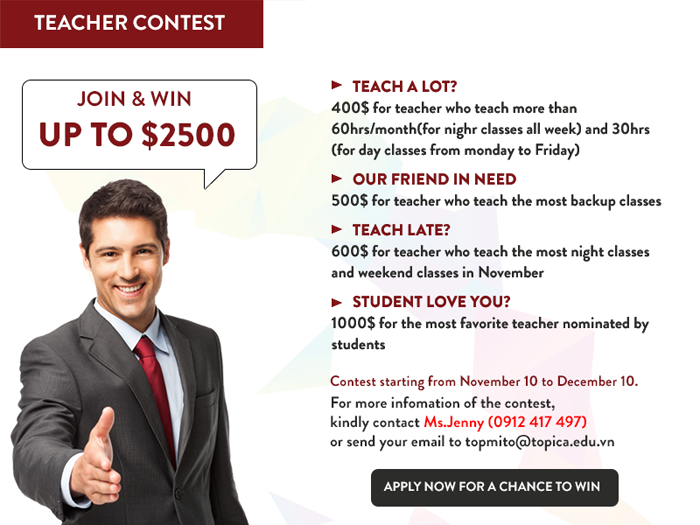 TEACHER CONTEST
JOIN & WIN
UP TO $2500
TEACH A LOT?
400$ for teacher who teach more than
60hrs/month(for nighr classes all week) and 30hrs
(for day classes from monday to Friday)
OUR FRIEND IN NEED
500$ for teacher who teach the most backup classes
TEACH LATE?
600$ for teacher who teach the most night classes
and weekend classes in November
STUDENT LOVE YOU?
1000$ for the most favorite teacher nominated by
students
Contest starting from November 10 to December 10.
For more infomation of the contest,
kindly contact Ms.Jenny (0912 417 497)
or send your email to topmito@topica.edu.vn
APPLY NOW FOR A CHANCE TO WIN